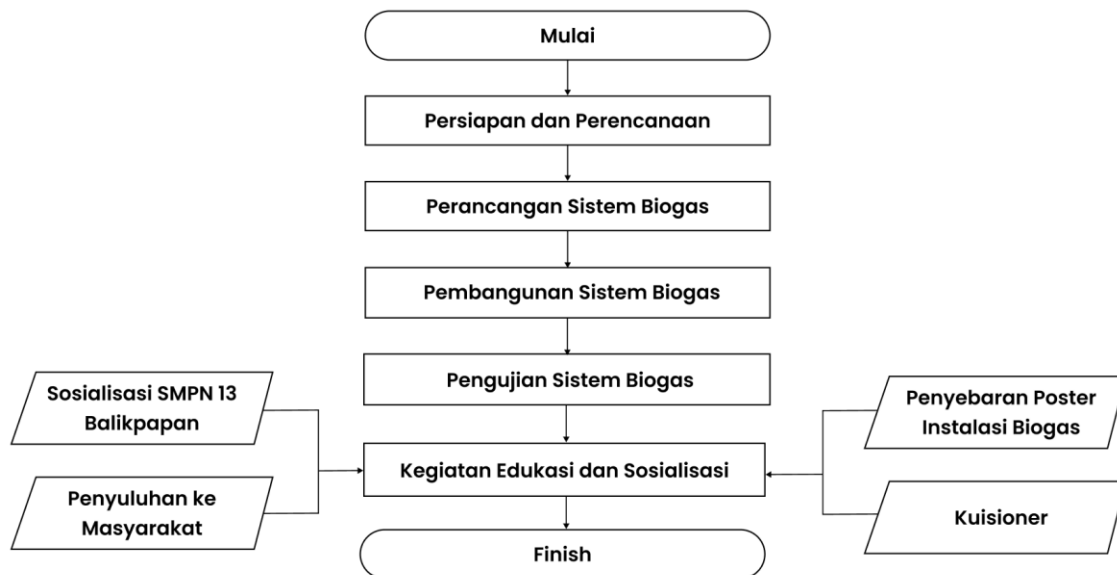 Mulai
Persiapan dan Perencanaan
Perancangan Sistem Biogas
Pembangunan Sistem Biogas
Pengujian Sistem Biogas
Sosialisasi SMPN 13
Balikpapan
Penyebaran Poster
Instalasi Biogas
Kegiatan Edukasi dan Sosialisasi
Penyuluhan ke
Masyarakat
Kuisioner
Finish